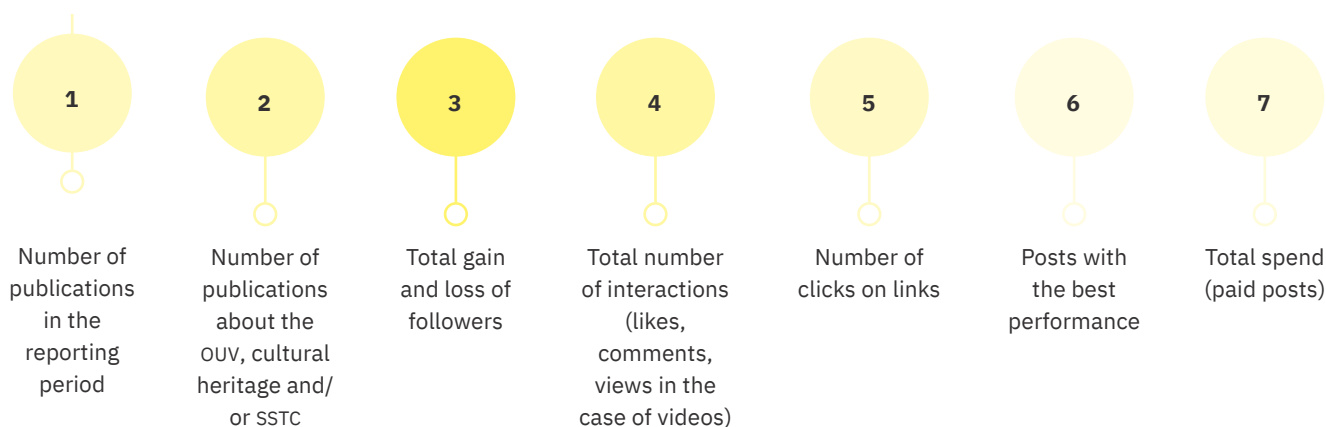 1
Number of
publications
in the
reporting
period
2
Number of
publications
about the
OUV, cultural
heritage and/
or SSTC
3
Total gain
and loss of
followers
4
Total number
of interactions
(likes,
comments,
views in the
case of videos)
5
Number of
clicks on links
6
Posts with
the best
performance
7
Total spend
(paid posts)